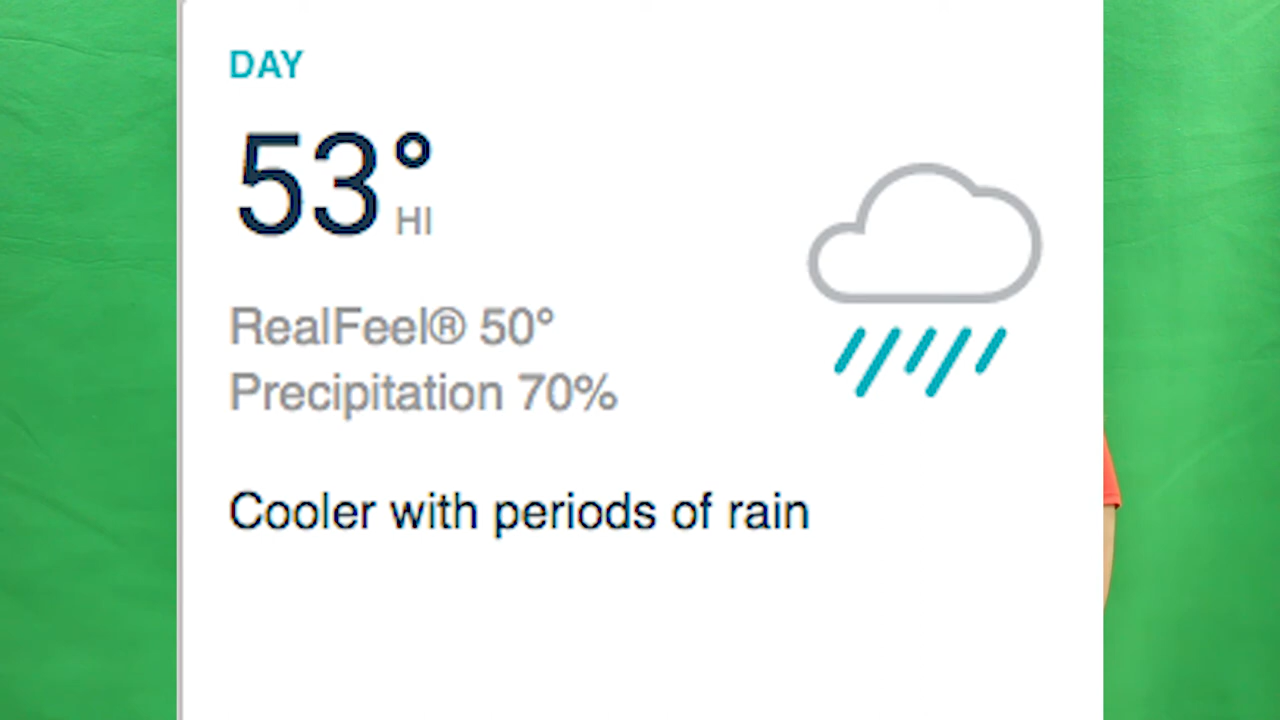 DAY
53° HI
RealFeel® 50°
Precipitation 70%
Cooler with periods of rain